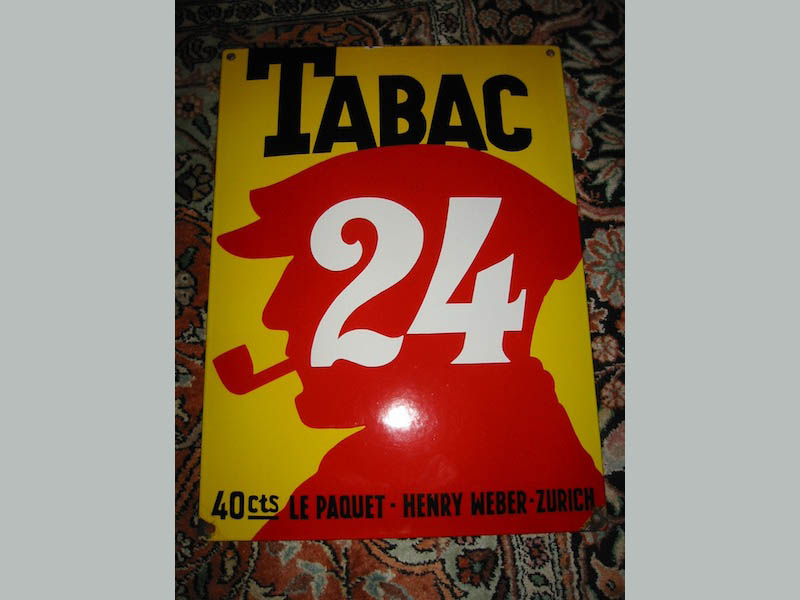 TABAC
24
40cts LE PAQUET - HENRY WEBER - ZURICH